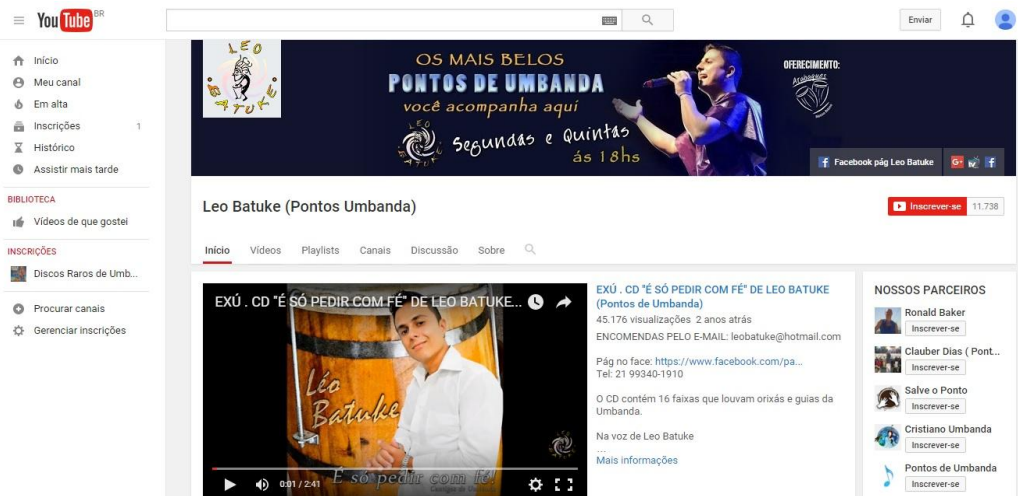 YouTube BR
Enviar
Início
Meu canal
Em alta
Inscrições 1
Histórico
Assistir mais tarde
BIBLIOTECA
Vídeos de que gostei
INSCRIÇÕES
Discos Raros de Umb...
Procurar canais
Gerenciar inscrições
LEO
BATUKE
OS MAIS BELOS
PONTOS DE UMBANDA
você acompanha aqui
LEO
BATUKE
Segundas e Quintas
ás 18hs
OFERECIMENTO:
Facebook pág Leo Batuke
Leo Batuke (Pontos Umbanda)
Inscrever-se 11.738
Início Vídeos Playlists Canais Discussão Sobre
EXÚ . CD "É SÓ PEDIR COM FÉ" DE LEO BATUKE...
Léo
Batuke
É só pedir com fé!
0:01 / 2:41
EXÚ . CD "É SÓ PEDIR COM FÉ" DE LEO BATUKE
(Pontos de Umbanda)
45.176 visualizações 2 anos atrás
ENCOMENDAS PELO E-MAIL: leobatuke@hotmail.com
Pág no face: https://www.facebook.com/pa...
Tel: 21 99340-1910
O CD contém 16 faixas que louvam orixás e guias da
Umbanda.
Na voz de Leo Batuke
...
Mais informações
NOSSOS PARCEIROS
Ronald Baker
Inscrever-se
Clauber Dias ( Pont...
Inscrever-se
Salve o Ponto
Inscrever-se
Cristiano Umbanda
Inscrever-se
Pontos de Umbanda
Inscrever-se